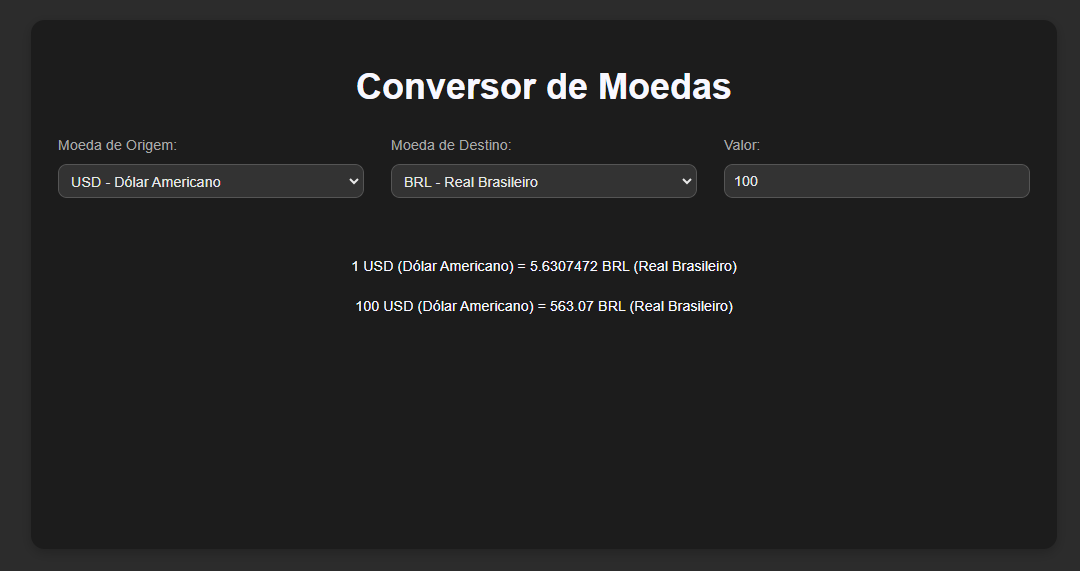 Conversor de Moedas
Moeda de Origem: Moeda de Destino: Valor:
USD - Dólar Americano BRL - Real Brasileiro 100
1 USD (Dólar Americano) = 5.6307472 BRL (Real Brasileiro)
100 USD (Dólar Americano) = 563.07 BRL (Real Brasileiro)